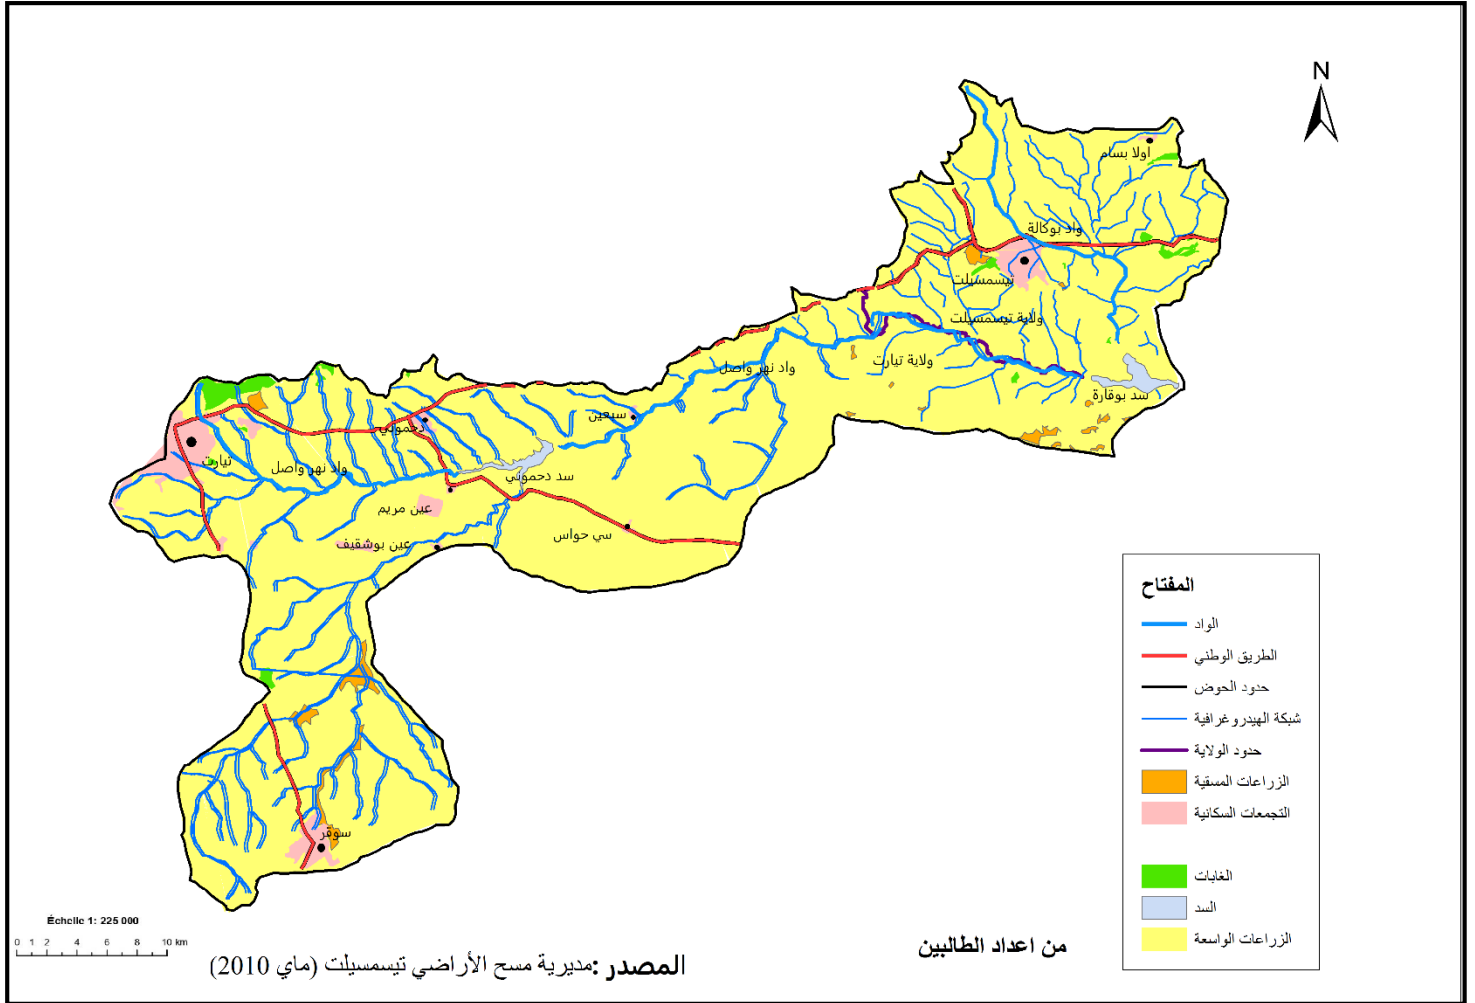 N
اولا بسام
واد بوكالة
تيسمسيلت
ولاية تيسمسيلت
ولاية تيارت
واد نهر واصل
سد بوقارة
سبعين
دحموني
تيارت
واد نهر واصل
سد دحموني
عين مريم
سي حواس
عين بوشقيف
سوقر
المفتاح
الواد
الطريق الوطني
حدود الحوض
شبكة الهيدروغرافية
حدود الولاية
الزراعات المسقية
التجمعات السكانية
الغابات
السد
الزراعات الواسعة
Échelle 1: 225 000
0 1 2 4 6 8 10 km
من اعداد الطالبين
المصدر :مديرية مسح الأراضي تيسمسيلت (ماي 2010)